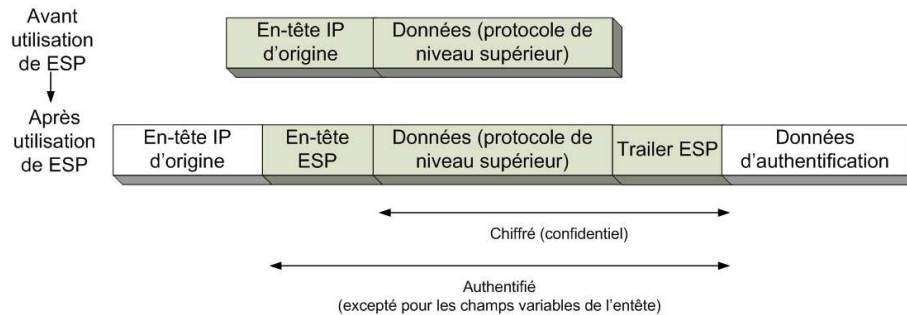 Avant
utilisation
de ESP
En-tête IP
d'origine
Données (protocole de
niveau supérieur)
Après
utilisation
de ESP
En-tête IP
d'origine
En-tête
ESP
Données (protocole de
niveau supérieur)
Trailer ESP
Données
d'authentification
Chiffré (confidentiel)
Authentifié
(excepté pour les champs variables de l'entête)